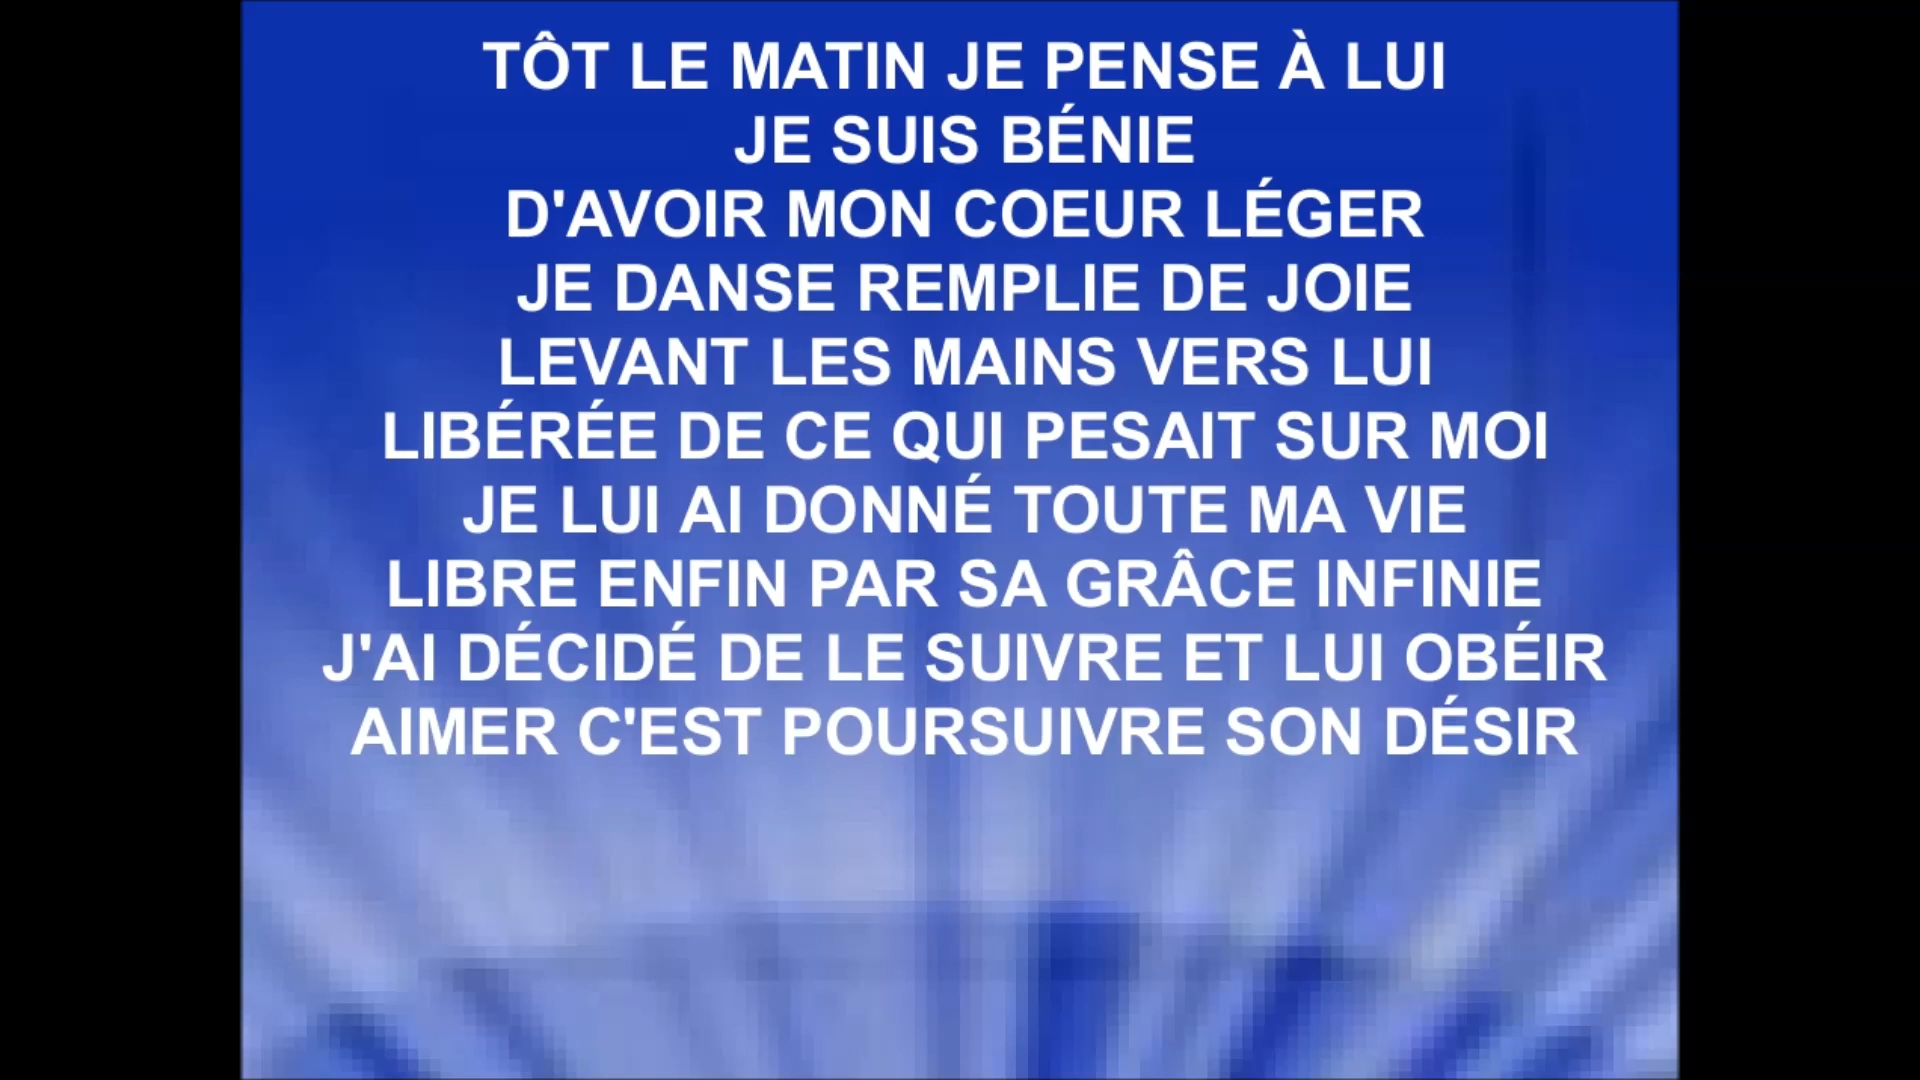 TÔT LE MATIN JE PENSE À LUI
JE SUIS BÉNIE
D'AVOIR MON COEUR LÉGER
JE DANSE REMPLIE DE JOIE
LEVANT LES MAINS VERS LUI
LIBÉRÉE DE CE QUI PESAIT SUR MOI
JE LUI AI DONNÉ TOUTE MA VIE
LIBRE ENFIN PAR SA GRÂCE INFINIE
J'AI DÉCIDÉ DE LE SUIVRE ET LUI OBÉIR
AIMER C'EST POURSUIVRE SON DÉSIR